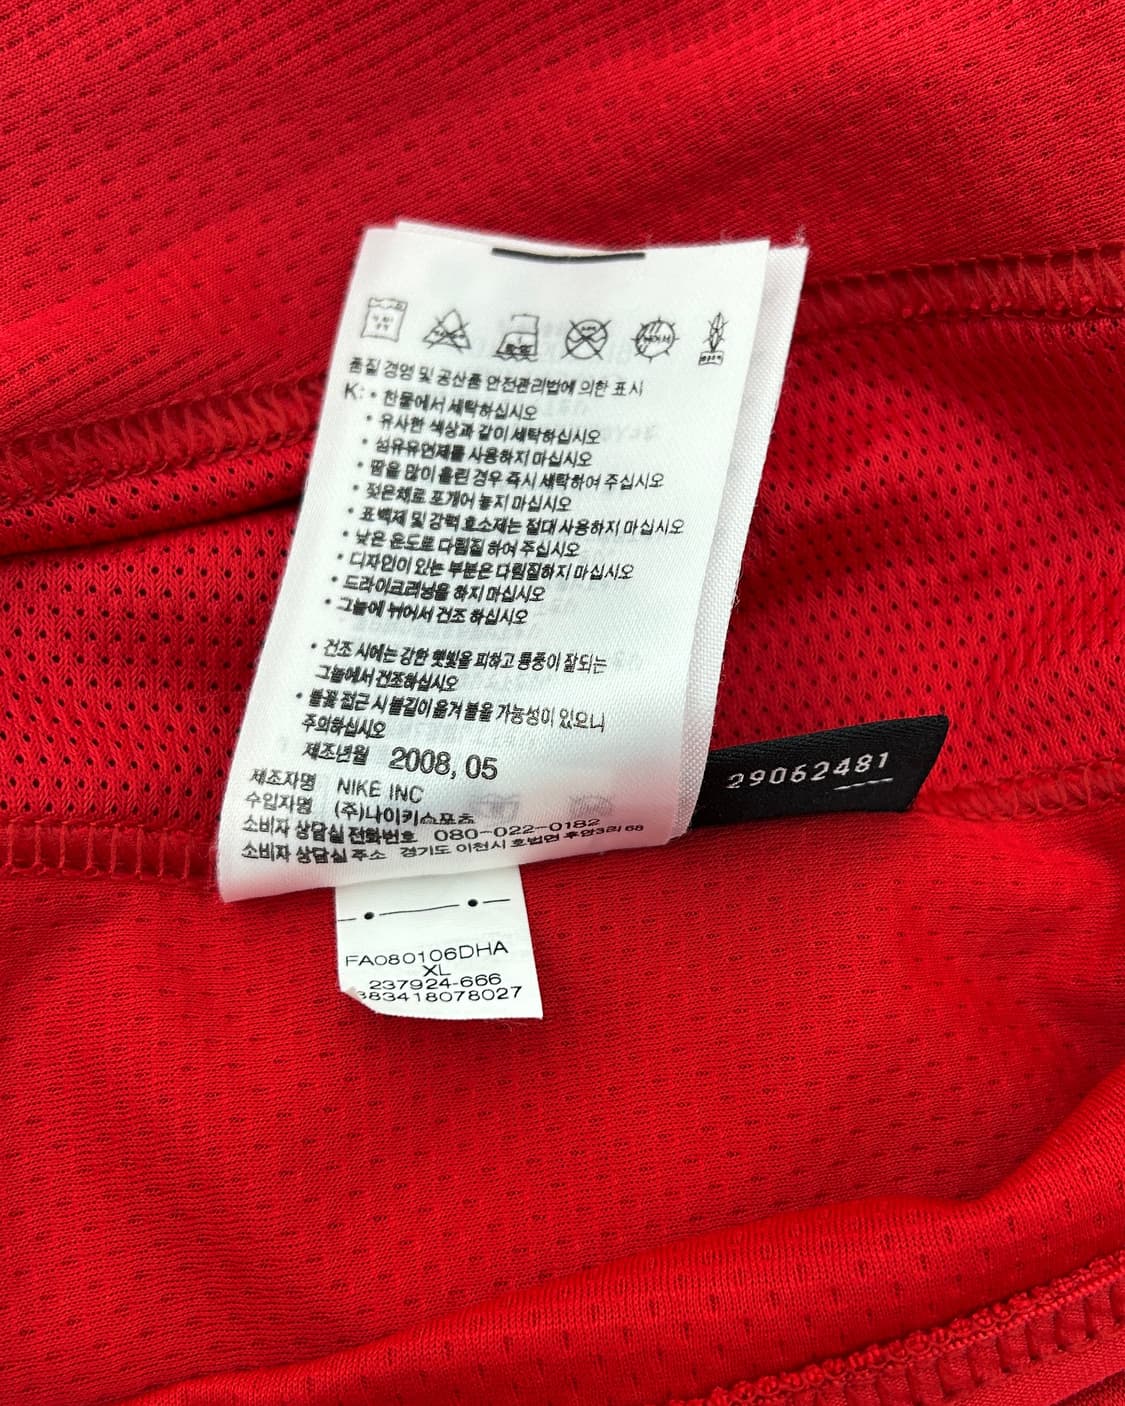 품질 경영 및 공산품 안전관리법에 의한 표시
K: • 찬물에서 세탁하십시오
• 유사한 색상과 같이 세탁하십시오
• 섬유유연제를 사용하지 마십시오
• 땀을 많이 흘린 경우 즉시 세탁하여 주십시오
• 젖은채로 포개어 놓지 마십시오
• 표백제 및 강력 효소제는 절대 사용하지 마십시오
• 낮은 온도로 다림질 하여 주십시오
• 디자인이 있는 부분은 다림질하지 마십시오
• 드라이크리닝을 하지 마십시오
• 그늘에 뉘어서 건조 하십시오
• 건조 시에는 강한 햇빛을 피하고 통풍이 잘되는
그늘에서 건조하십시오
• 불꽃 접근 시 불길이 옮겨 붙을 가능성이 있으니
주의하십시오
제조년월 2008, 05
제조자명 NIKE INC
수입자명 (주)나이키스포츠
소비자 상담실 전화번호 080-022-0182
소비자 상담실 주소 경기도 이천시 호법면 후안3리 68
29062481
FA080106DHA
XL
237924-666
883418078027